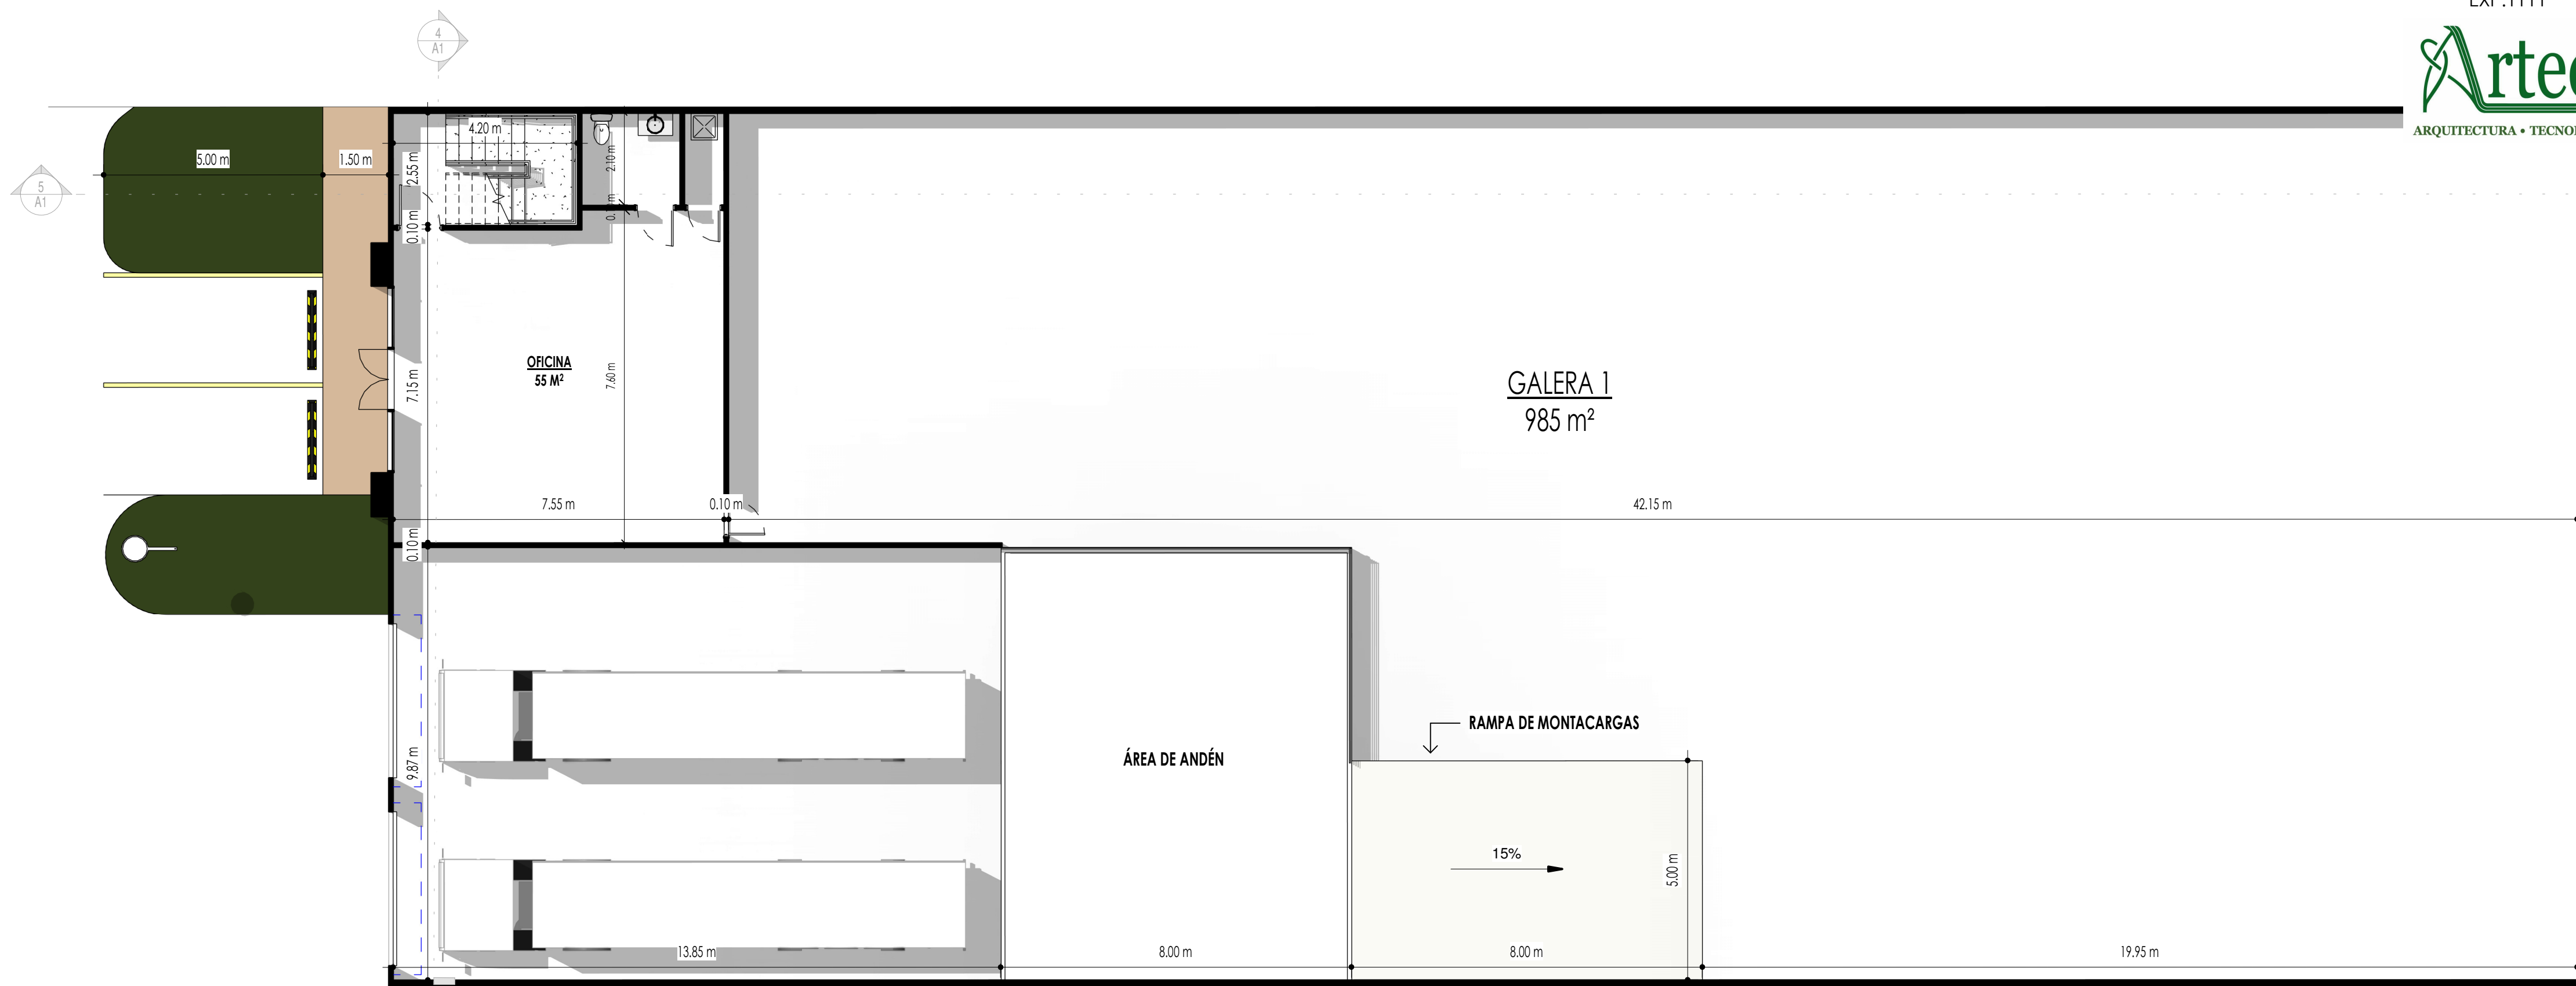 4
A1
5.00 m
1.50 m
4.20 m
2.55 m
2.10 m
0.10 m
5
A1
OFICINA
55 M²
7.15 m
7.60 m
GALERA 1
985 m²
7.55 m
0.10 m
42.15 m
0.10 m
RAMPA DE MONTACARGAS
ÁREA DE ANDÉN
9.87 m
15%
5.00 m
13.85 m
8.00 m
8.00 m
19.95 m
Artec
ARQUITECTURA • TECNO